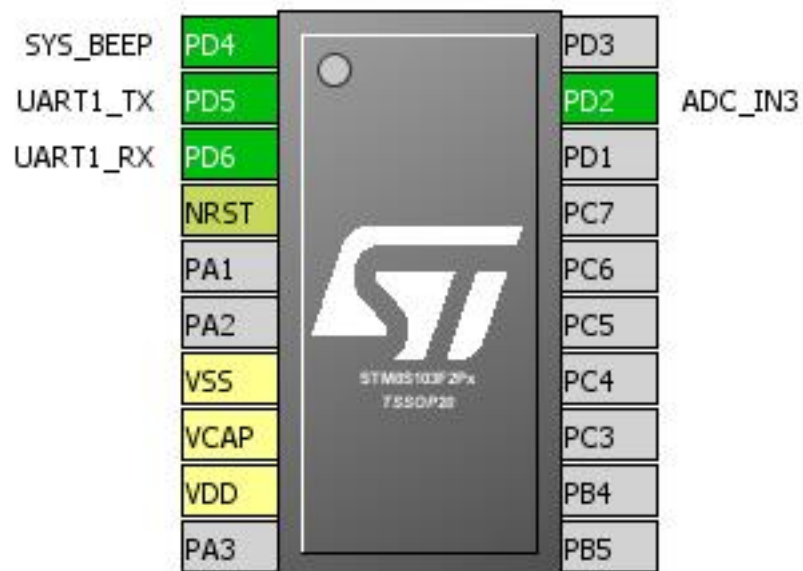 SYS_BEEP PD4 PD3
UART1_TX PD5 PD2 ADC_IN3
UART1_RX PD6 PD1
NRST PC7
PA1 PC6
PA2 PC5
VSS PC4
VCAP PC3
VDD PB4
PA3 PB5
STM8S103F2Px
TSSOP20